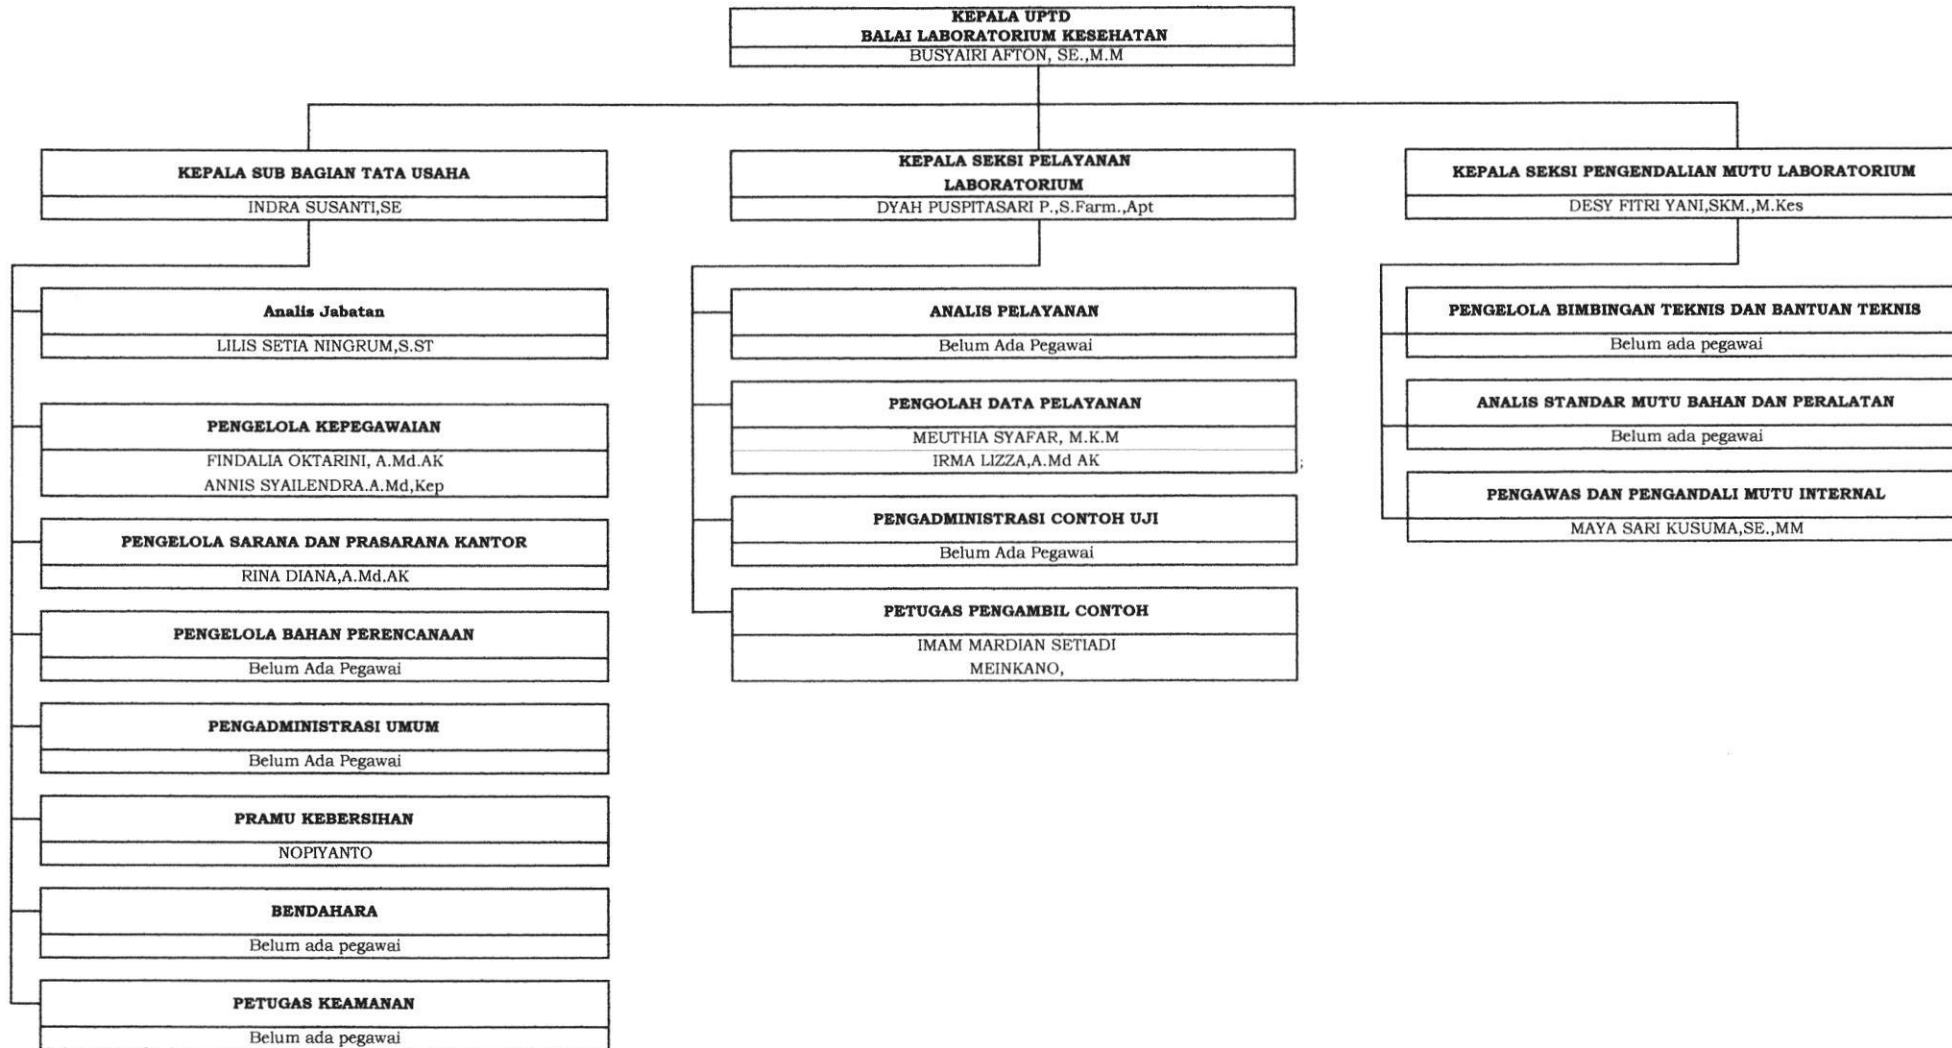 KEPALA UPTD
BALAI LABORATORIUM KESEHATAN
BUSYAIRI AFTON, SE.,M.M
KEPALA SUB BAGIAN TATA USAHA
INDRA SUSANTI,SE
Analis Jabatan
LILIS SETIA NINGRUM,S.ST
PENGELOLA KEPEGAWAIAN
FINDALIA OKTARINI, A.Md.AK
ANNIS SYAILENDRA.A.Md,Kep
PENGELOLA SARANA DAN PRASARANA KANTOR
RINA DIANA,A.Md.AK
PENGELOLA BAHAN PERENCANAAN
Belum Ada Pegawai
PENGADMINISTRASI UMUM
Belum Ada Pegawai
PRAMU KEBERSIHAN
NOPIYANTO
BENDAHARA
Belum ada pegawai
PETUGAS KEAMANAN
Belum ada pegawai
KEPALA SEKSI PELAYANAN
LABORATORIUM
DYAH PUSPITASARI P.,S.Farm.,Apt
ANALIS PELAYANAN
Belum Ada Pegawai
PENGOLAH DATA PELAYANAN
MEUTHIA SYAFAR, M.K.M
IRMA LIZZA,A.Md AK
;
PENGADMINISTRASI CONTOH UJI
Belum Ada Pegawai
PETUGAS PENGAMBIL CONTOH
IMAM MARDIAN SETIADI
MEINKANO,
KEPALA SEKSI PENGENDALIAN MUTU LABORATORIUM
DESY FITRI YANI,SKM.,M.Kes
PENGELOLA BIMBINGAN TEKNIS DAN BANTUAN TEKNIS
Belum ada pegawai
ANALIS STANDAR MUTU BAHAN DAN PERALATAN
Belum ada pegawai
PENGAWAS DAN PENGANDALI MUTU INTERNAL
MAYA SARI KUSUMA,SE.,MM